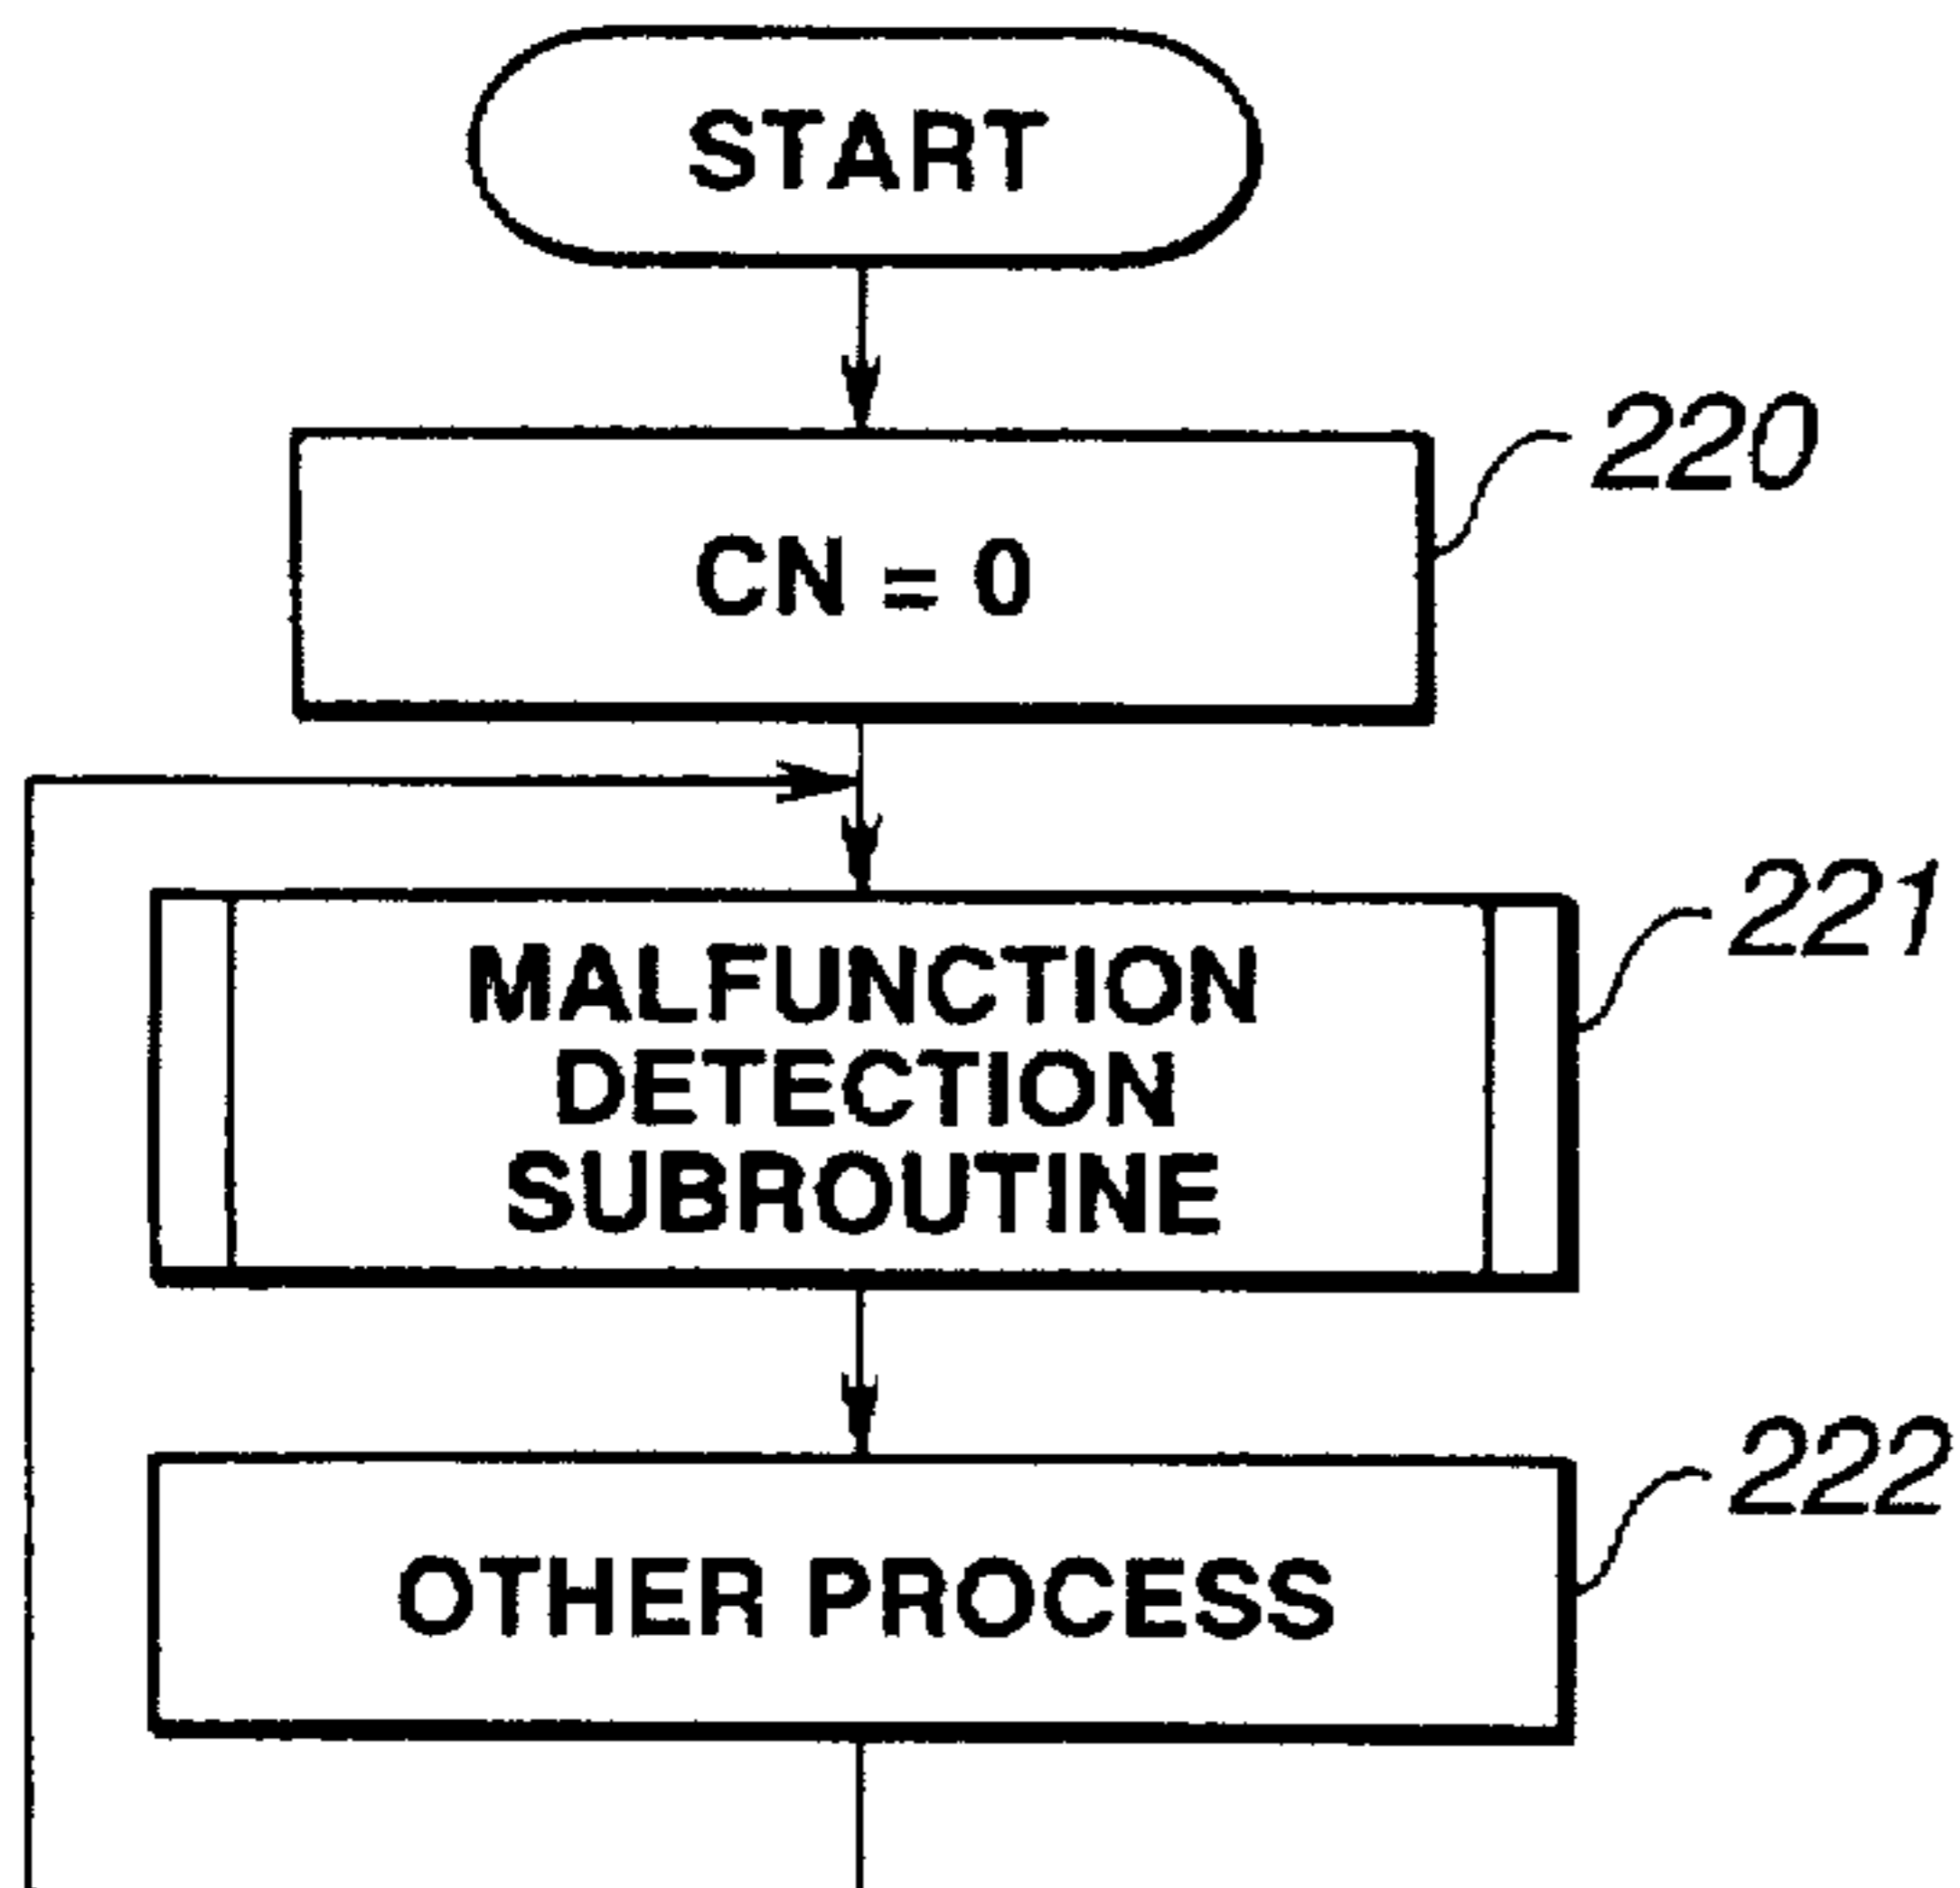 START
220
CN = 0
221
MALFUNCTION
DETECTION
SUBROUTINE
222
OTHER PROCESS